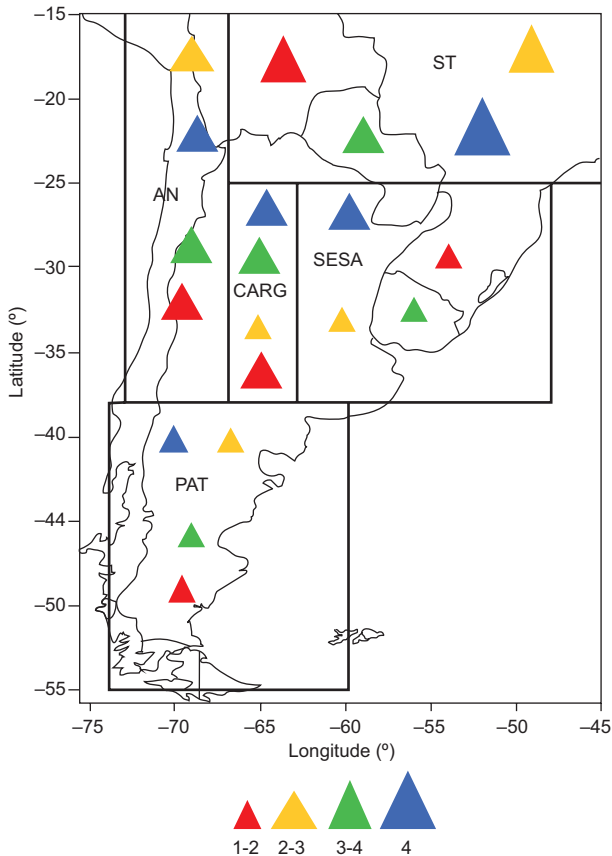 –15
–20
–25
–30
–35
–40
–44
–50
–55
Latitude (º)
ST
AN
SESA
CARG
PAT
–75 –70 –65 –60 –55 –50 –45
Longitude (º)
1-2 2-3 3-4 4